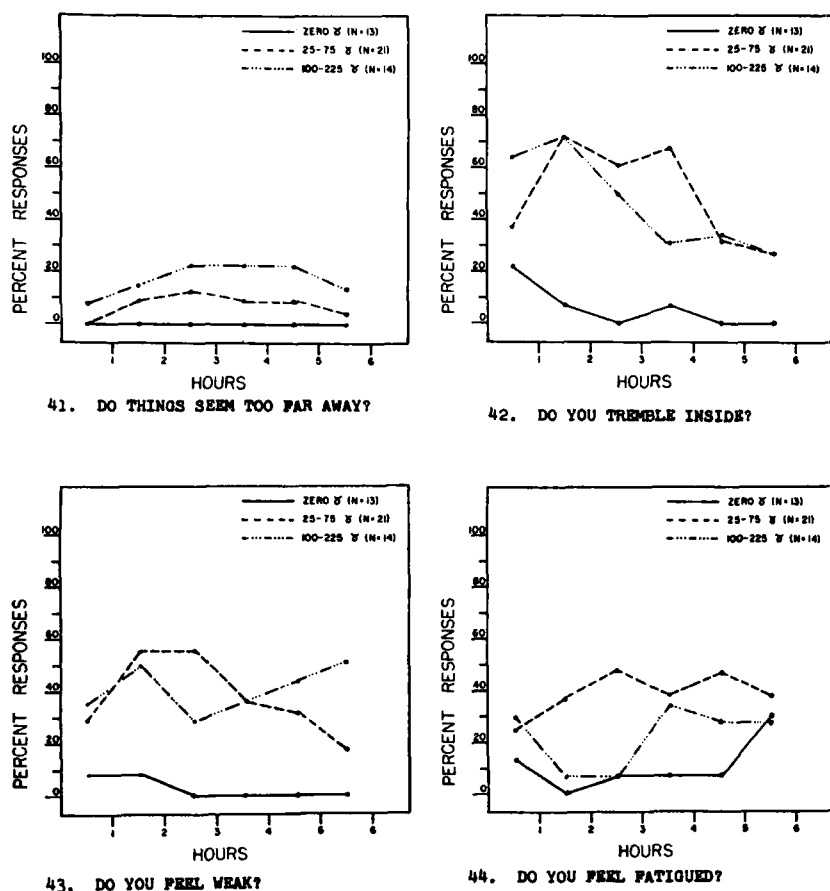 ZERO ɣ (N=13)
25-75 ɣ (N=21)
100-225 ɣ (N=14)
100
80
60
40
20
0
PERCENT RESPONSES
1 2 3 4 5 6
HOURS
41. DO THINGS SEEM TOO FAR AWAY?
ZERO ɣ (N=13)
25-75 ɣ (N=21)
100-225 ɣ (N=14)
100
80
60
40
20
0
PERCENT RESPONSES
1 2 3 4 5 6
HOURS
42. DO YOU TREMBLE INSIDE?
ZERO ɣ (N=13)
25-75 ɣ (N=21)
100-225 ɣ (N=14)
100
80
60
40
20
0
PERCENT RESPONSES
1 2 3 4 5 6
HOURS
43. DO YOU FEEL WEAK?
ZERO ɣ (N=13)
25-75 ɣ (N=21)
100-225 ɣ (N=14)
100
80
60
40
20
0
PERCENT RESPONSES
1 2 3 4 5 6
HOURS
44. DO YOU FEEL FATIGUED?